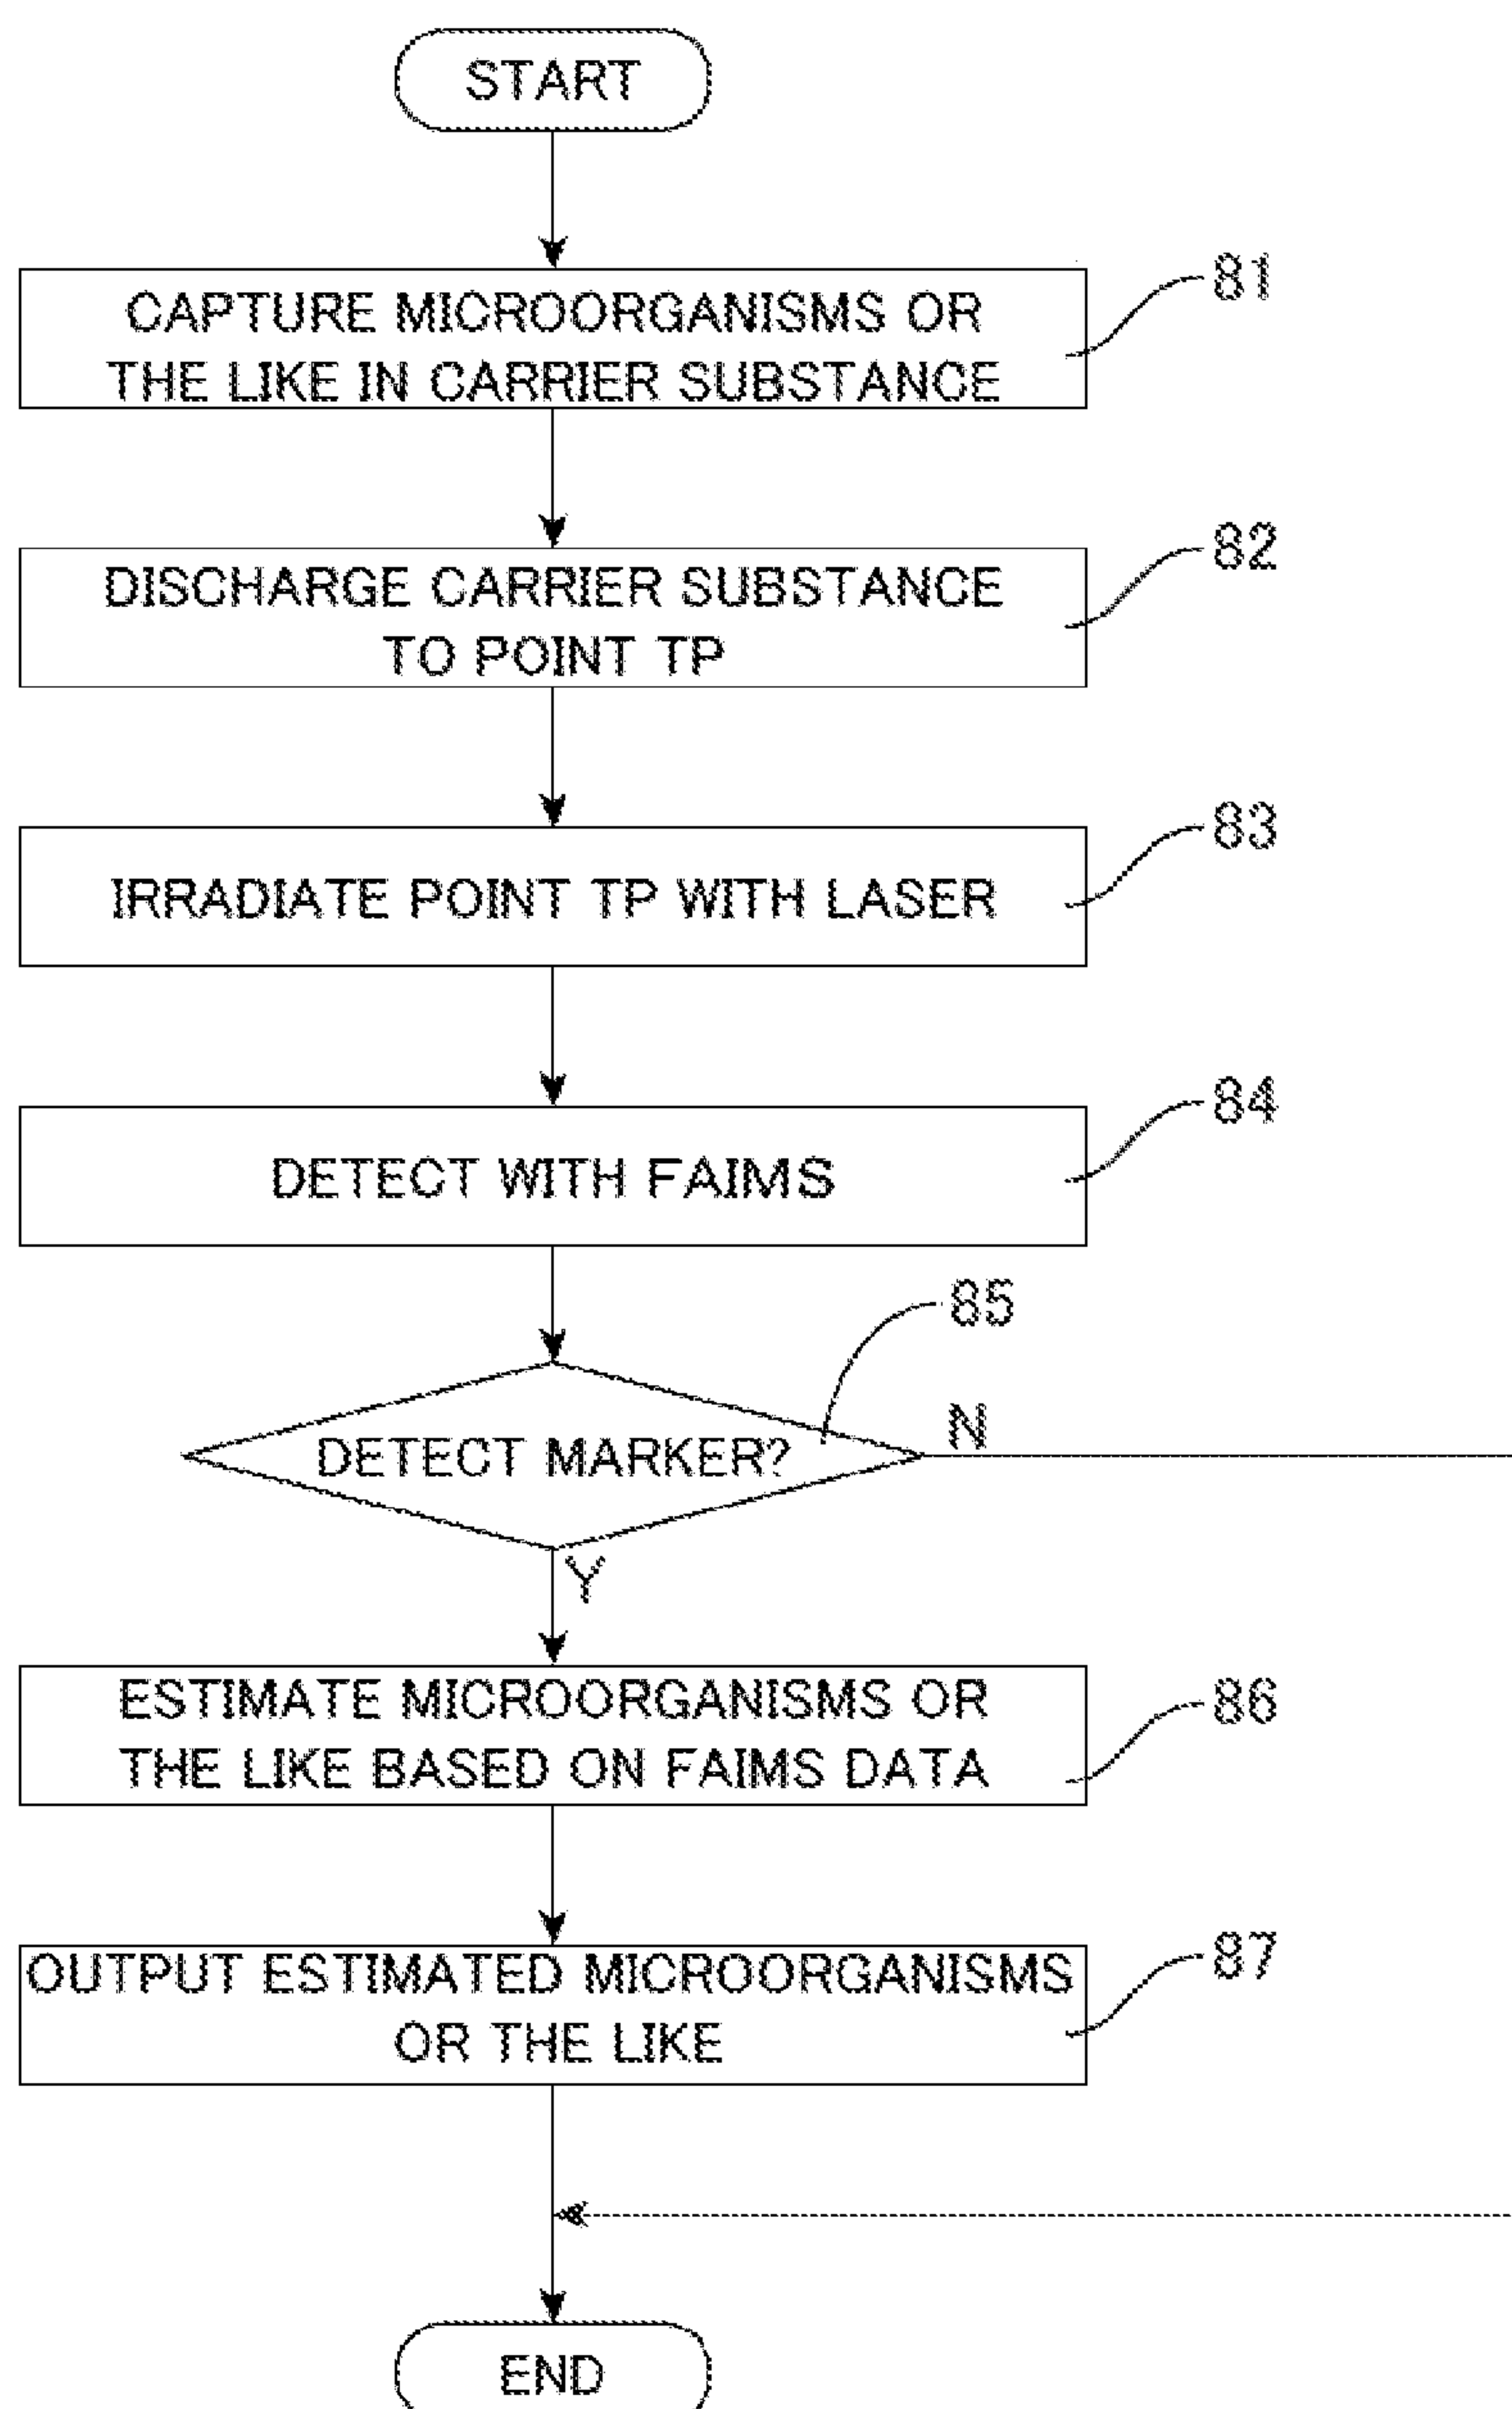 START
CAPTURE MICROORGANISMS OR
THE LIKE IN CARRIER SUBSTANCE
81
DISCHARGE CARRIER SUBSTANCE
TO POINT TP
82
IRRADIATE POINT TP WITH LASER
83
DETECT WITH FAIMS
84
DETECT MARKER?
85
N
Y
ESTIMATE MICROORGANISMS OR
THE LIKE BASED ON FAIMS DATA
86
OUTPUT ESTIMATED MICROORGANISMS
OR THE LIKE
87
END